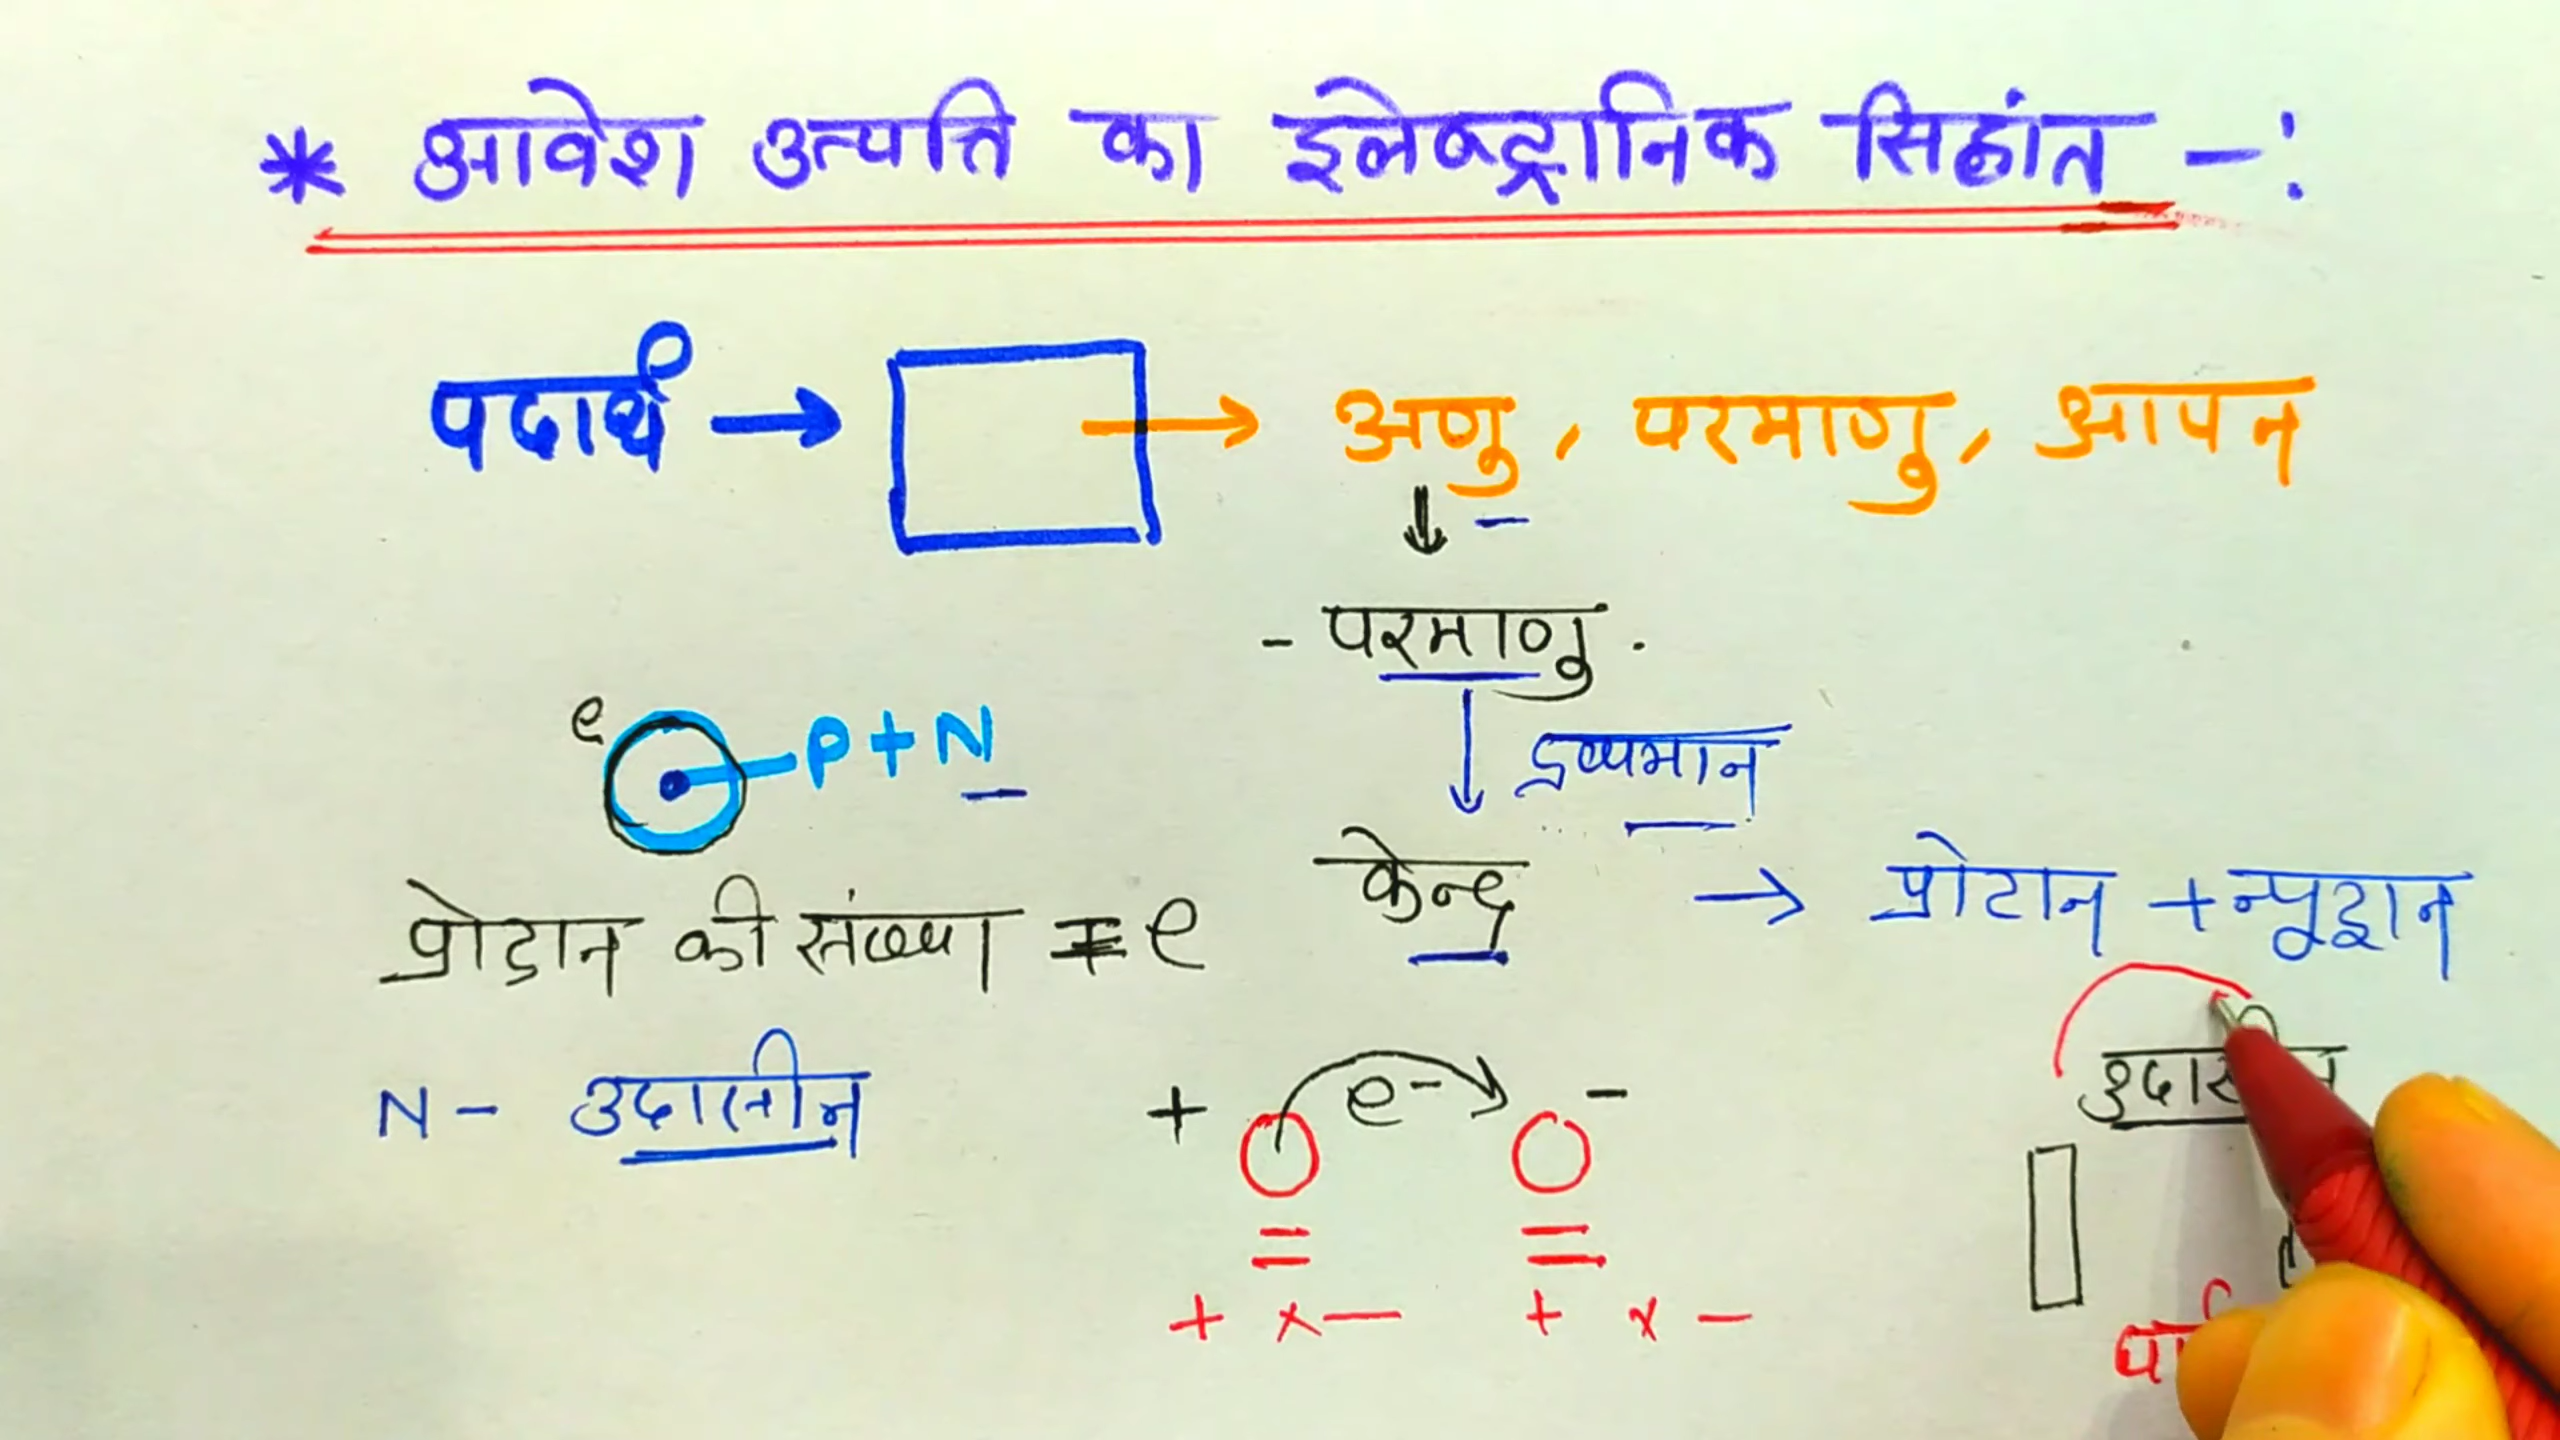 * आवेश उत्पत्ति का इलेक्ट्रानिक सिद्धांत -:
पदार्थ → → अणु, परमाणु, आयन
↓ -
- परमाणु .
↓ द्रव्यमान
e P + N
केन्द्र → प्रोटान + न्यूट्रान
प्रोटान की संख्या = e
N - उदासीन
+ e⁻ -
= =
+ × - + × -